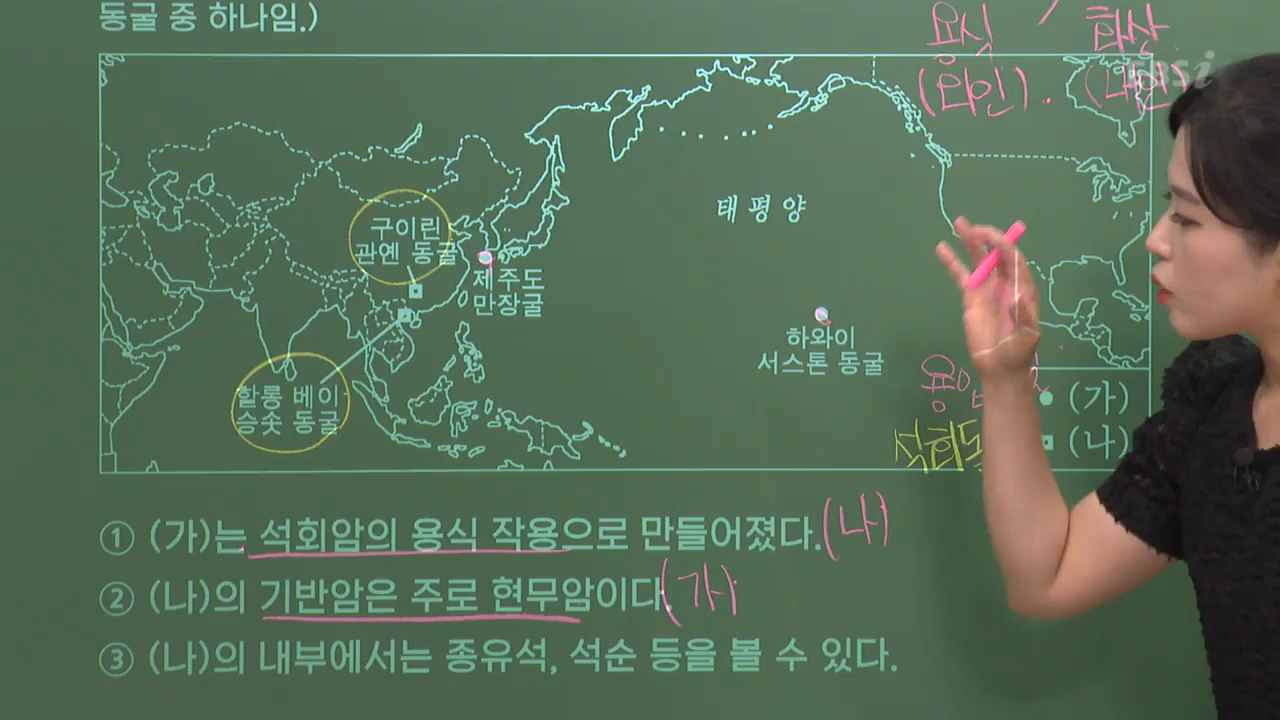 동굴 중 하나임.)
용식 화산
(외인). (내인)
구이린
관옌 동굴
태평양
제주도
만장굴
하와이
서스톤 동굴
할롱 베이
승솟 동굴
(가)
석회동
(나)
① (가)는 석회암의 용식 작용으로 만들어졌다. (나)
② (나)의 기반암은 주로 현무암이다. (가)
③ (나)의 내부에서는 종유석, 석순 등을 볼 수 있다.